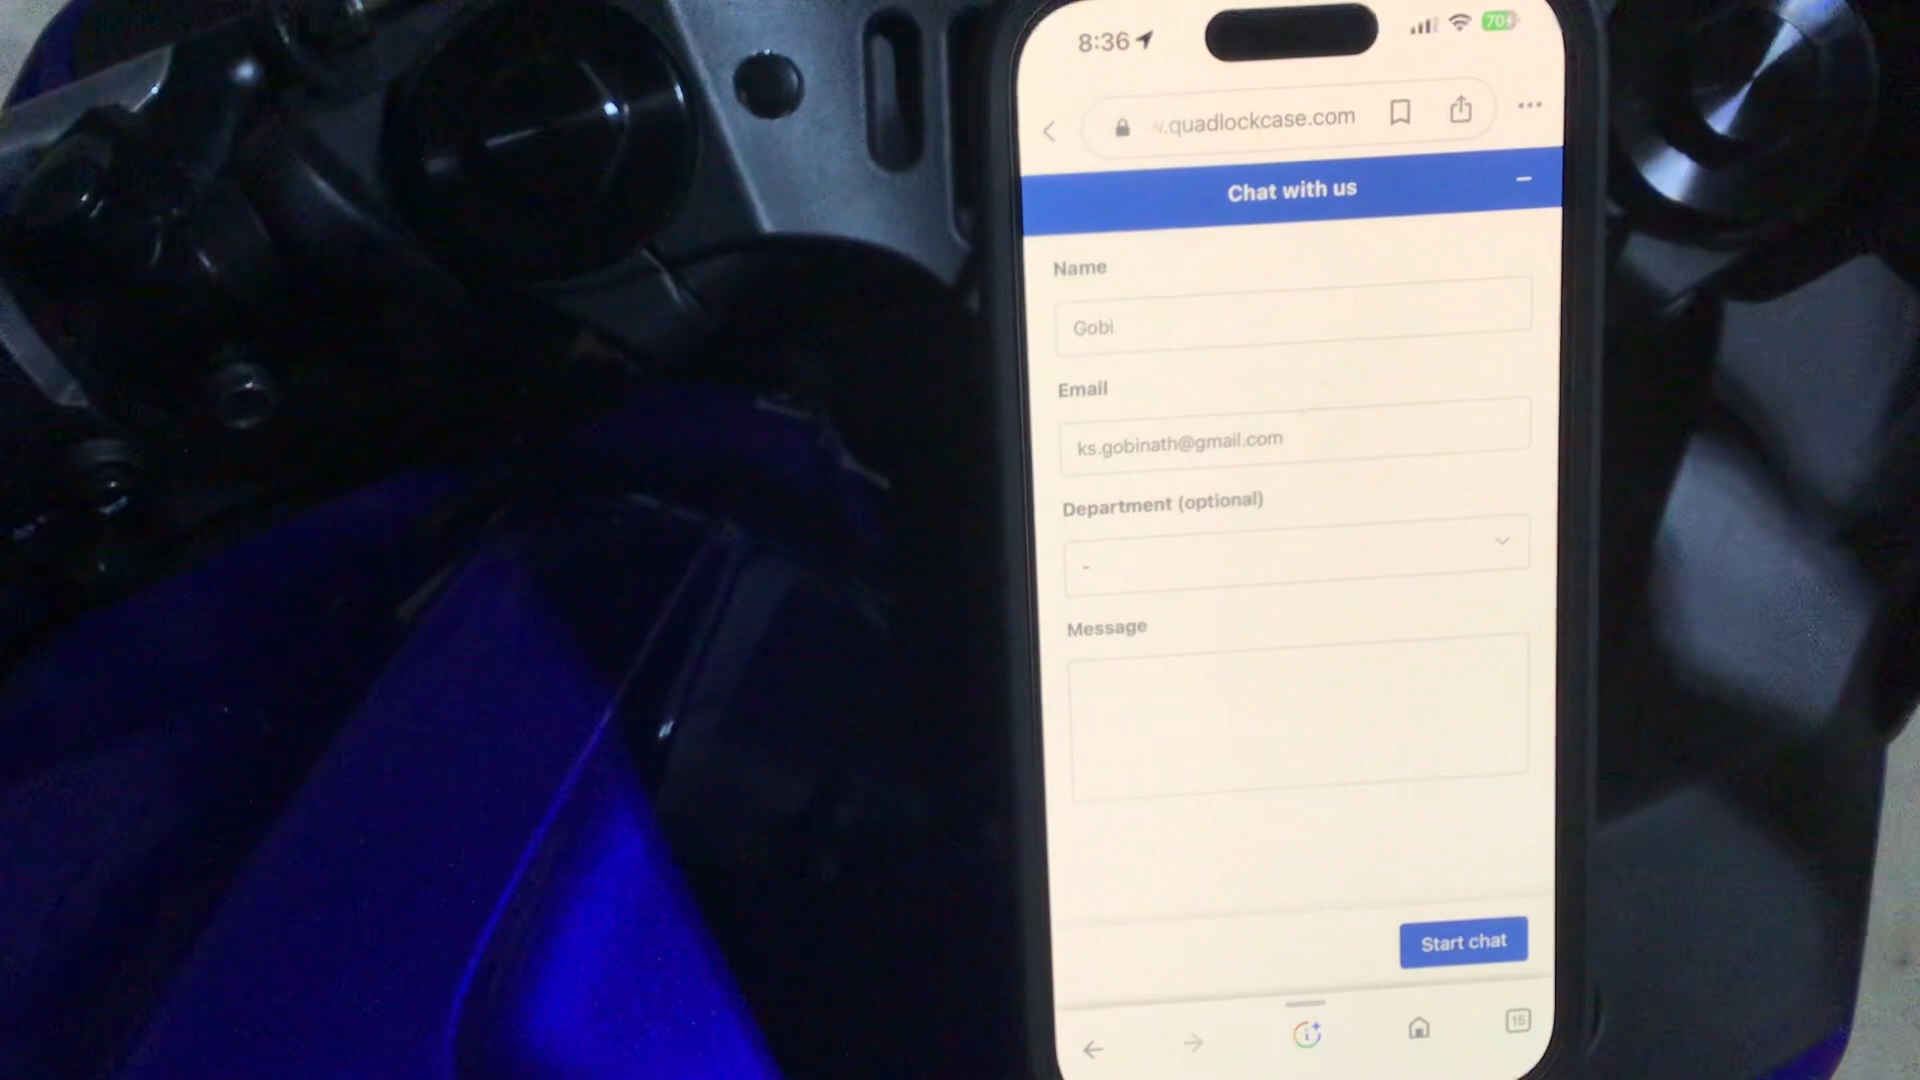 8:36
70
.quadlockcase.com
Chat with us
Name
Gobi
Email
ks.gobinath@gmail.com
Department (optional)
-
Message
Start chat
15